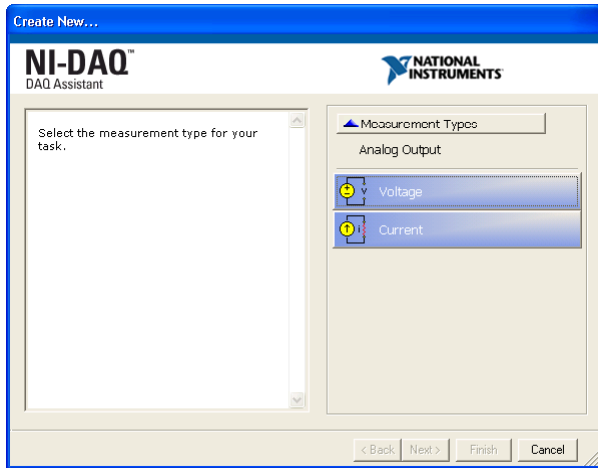 Create New...
NI-DAQ™
DAQ Assistant
NATIONAL
INSTRUMENTS
Select the measurement type for your
task.
Measurement Types
Analog Output
Voltage
Current
< Back
Next >
Finish
Cancel